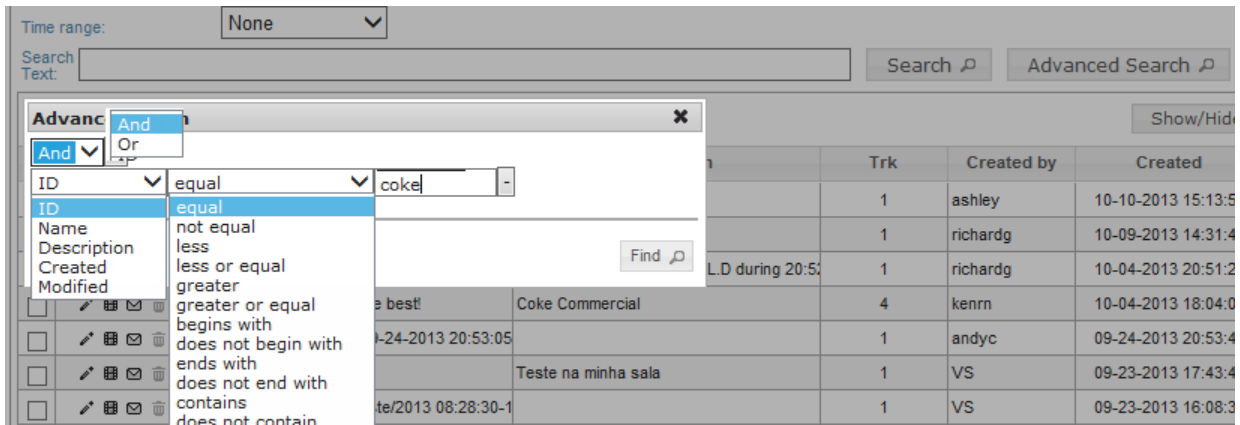 Time range: None
Search
Text:
Search Advanced Search
Advanc
And
Or
And
Show/Hide
ID equal coke -
Trk Created by Created
ID
Name
Description
Created
Modified
equal
not equal
less
less or equal
greater
greater or equal
begins with
does not begin with
ends with
does not end with
contains
does not contain
Find
1 ashley 10-10-2013 15:13:5
1 richardg 10-09-2013 14:31:4
L.D during 20:52 1 richardg 10-04-2013 20:51:2
e best! Coke Commercial 4 kenrn 10-04-2013 18:04:0
-24-2013 20:53:05 1 andyc 09-24-2013 20:53:4
Teste na minha sala 1 VS 09-23-2013 17:43:4
te/2013 08:28:30-1 1 VS 09-23-2013 16:08:3